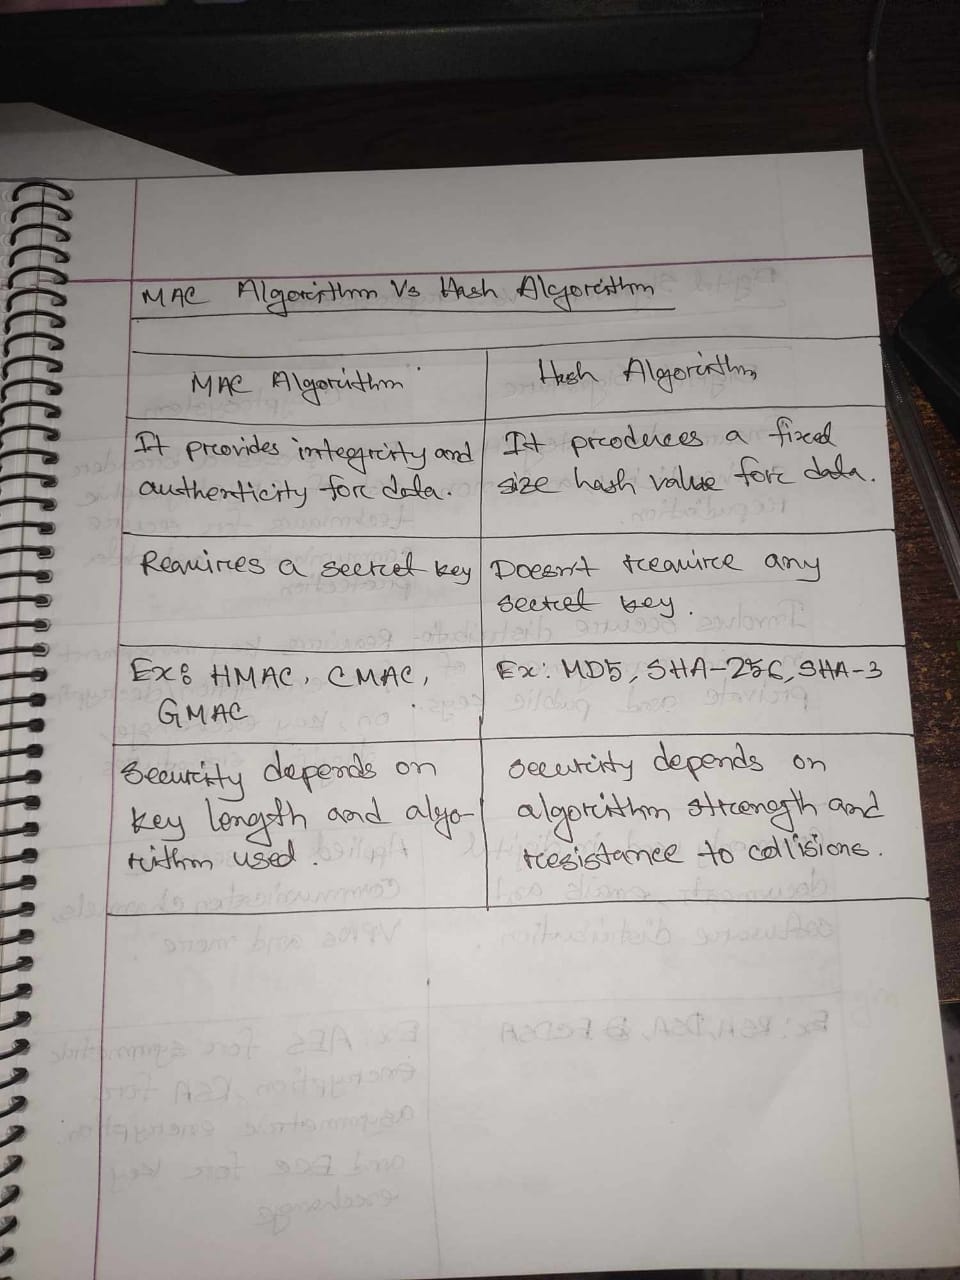 MAC Algorithm Vs Hash Algorithm
MAC Algorithm
Hash Algorithm
It provides integrity and
authenticity for data.
It produces a fixed
size hash value for data.
Requires a secret key
Doesn't require any
secret key.
Ex: HMAC, CMAC,
GMAC
Ex: MD5, SHA-256, SHA-3
Security depends on
key length and algo-
rithm used.
Security depends on
algorithm strength and
resistance to collisions.